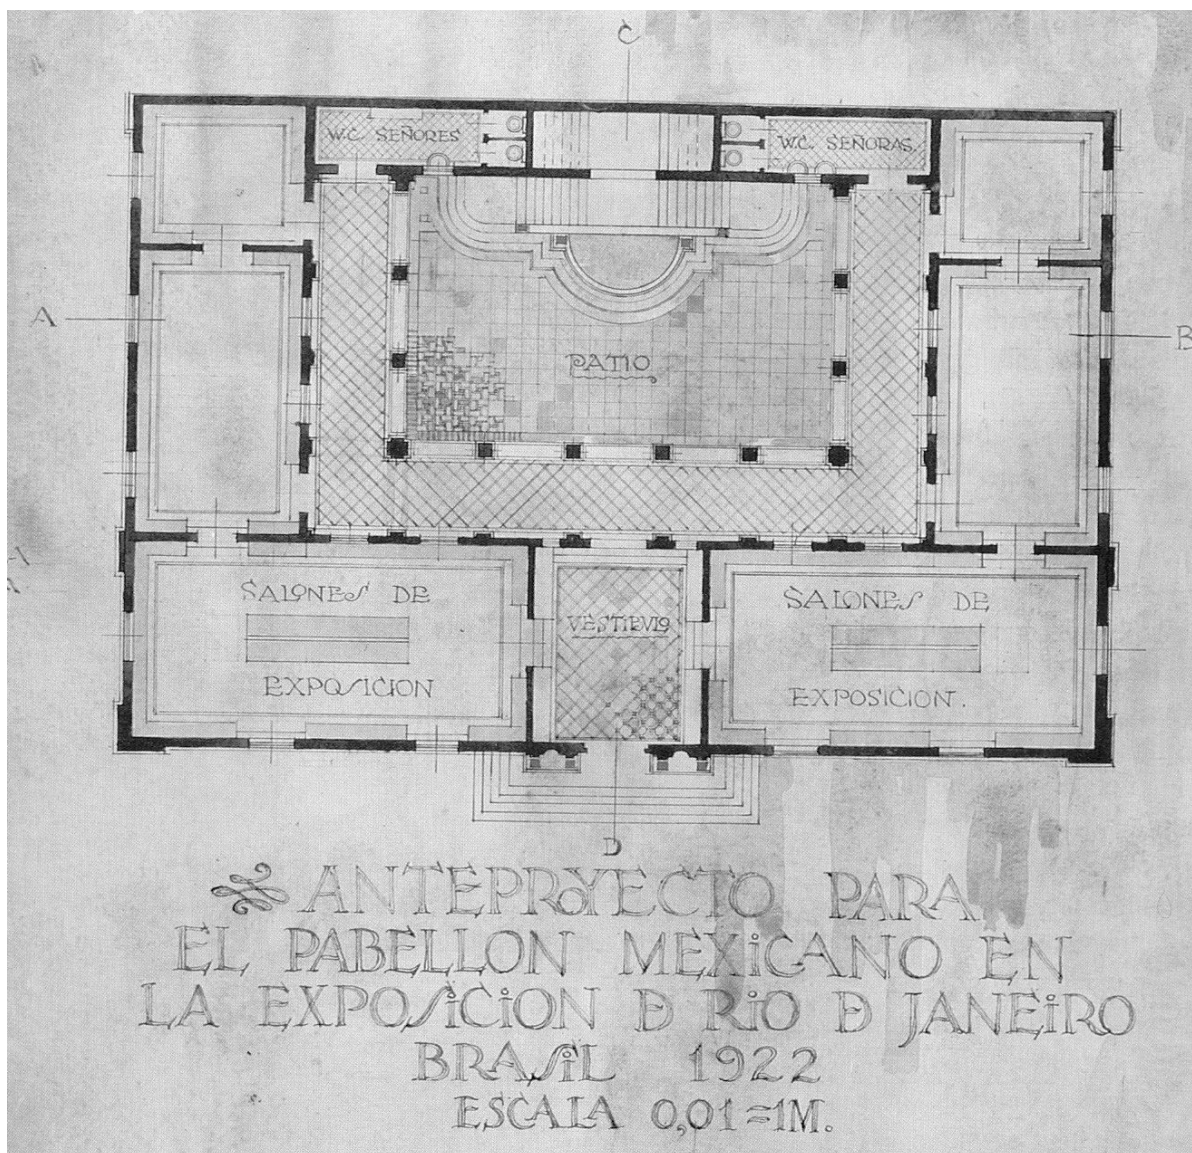 C
W.C. SEÑORES
W.C. SEÑORAS.
A
B
PATIO
SALONES DE
EXPOSICION
VESTIBULO
SALONES DE
EXPOSICION.
D
ANTEPROYECTO PARA
EL PABELLON MEXICANO EN
LA EXPOSICION D RIO D JANEIRO
BRASIL 1922
ESCALA 0,01=1M.